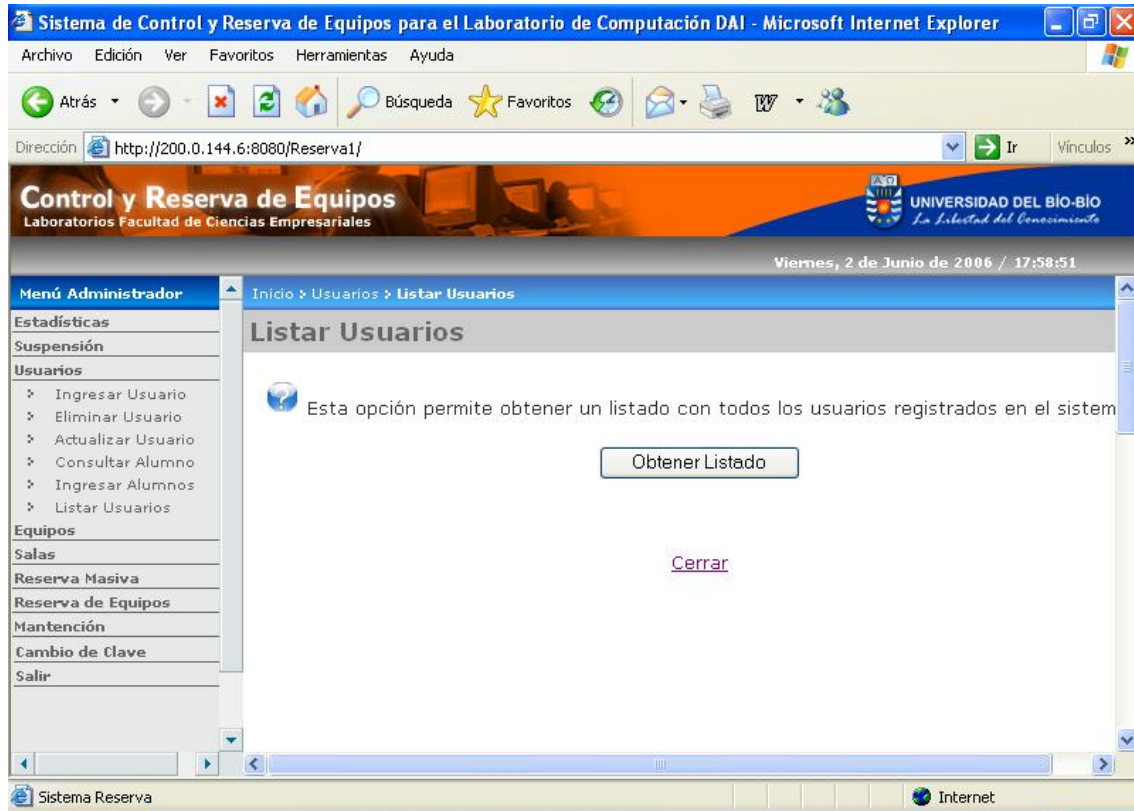 Sistema de Control y Reserva de Equipos para el Laboratorio de Computación DAI - Microsoft Internet Explorer
Archivo Edición Ver Favoritos Herramientas Ayuda
Atrás Búsqueda Favoritos
Dirección http://200.0.144.6:8080/Reserva1/ Ir Vínculos »
Control y Reserva de Equipos
Laboratorios Facultad de Ciencias Empresariales
UNIVERSIDAD DEL BÍO-BÍO
La Libertad del Conocimiento
Viernes, 2 de Junio de 2006 / 17:58:51
Menú Administrador
Estadísticas
Suspensión
Usuarios
Ingresar Usuario
Eliminar Usuario
Actualizar Usuario
Consultar Alumno
Ingresar Alumnos
Listar Usuarios
Equipos
Salas
Reserva Masiva
Reserva de Equipos
Mantención
Cambio de Clave
Salir
Inicio > Usuarios > Listar Usuarios
Listar Usuarios
Esta opción permite obtener un listado con todos los usuarios registrados en el sistem
Obtener Listado
Cerrar
Sistema Reserva
Internet